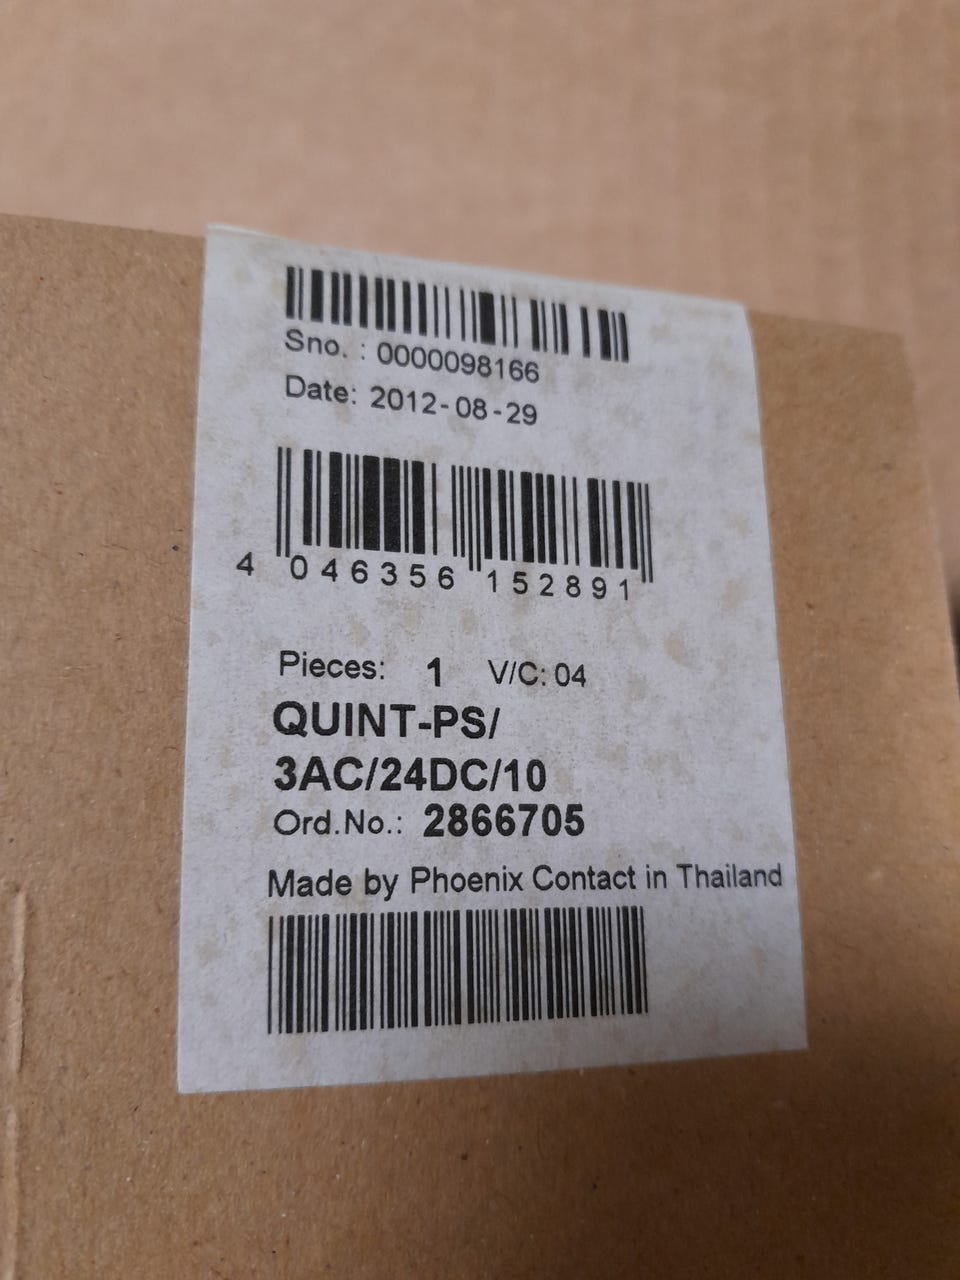 Sno. : 0000098166
Date: 2012-08-29
4 046356 152891
Pieces: 1 V/C: 04
QUINT-PS/
3AC/24DC/10
Ord.No.: 2866705
Made by Phoenix Contact in Thailand